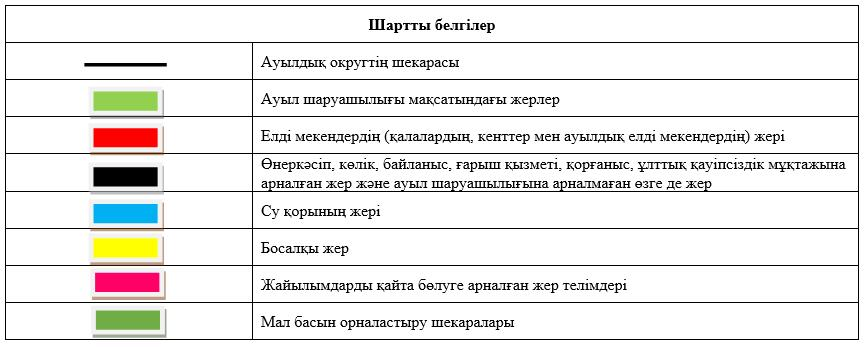 Шартты белгілер
Ауылдық округтің шекарасы
Ауыл шаруашылығы мақсатындағы жерлер
Елді мекендердің (қалалардың, кенттер мен ауылдық елді мекендердің) жері
Өнеркәсіп, көлік, байланыс, ғарыш қызметі, қорғаныс, ұлттық қауіпсіздік мұқтажына
арналған жер және ауыл шаруашылығына арналмаған өзге де жер
Су қорының жері
Босалқы жер
Жайылымдарды қайта бөлуге арналған жер телімдері
Мал басын орналастыру шекаралары